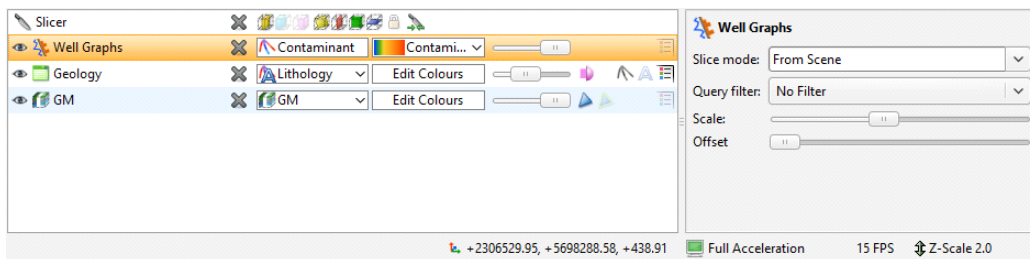 Slicer
Well Graphs
Contaminant
Contami...
Geology
Lithology
Edit Colours
GM
GM
Edit Colours
Well Graphs
Slice mode: From Scene
Query filter: No Filter
Scale:
Offset
+2306529.95, +5698288.58, +438.91
Full Acceleration
15 FPS
Z-Scale 2.0